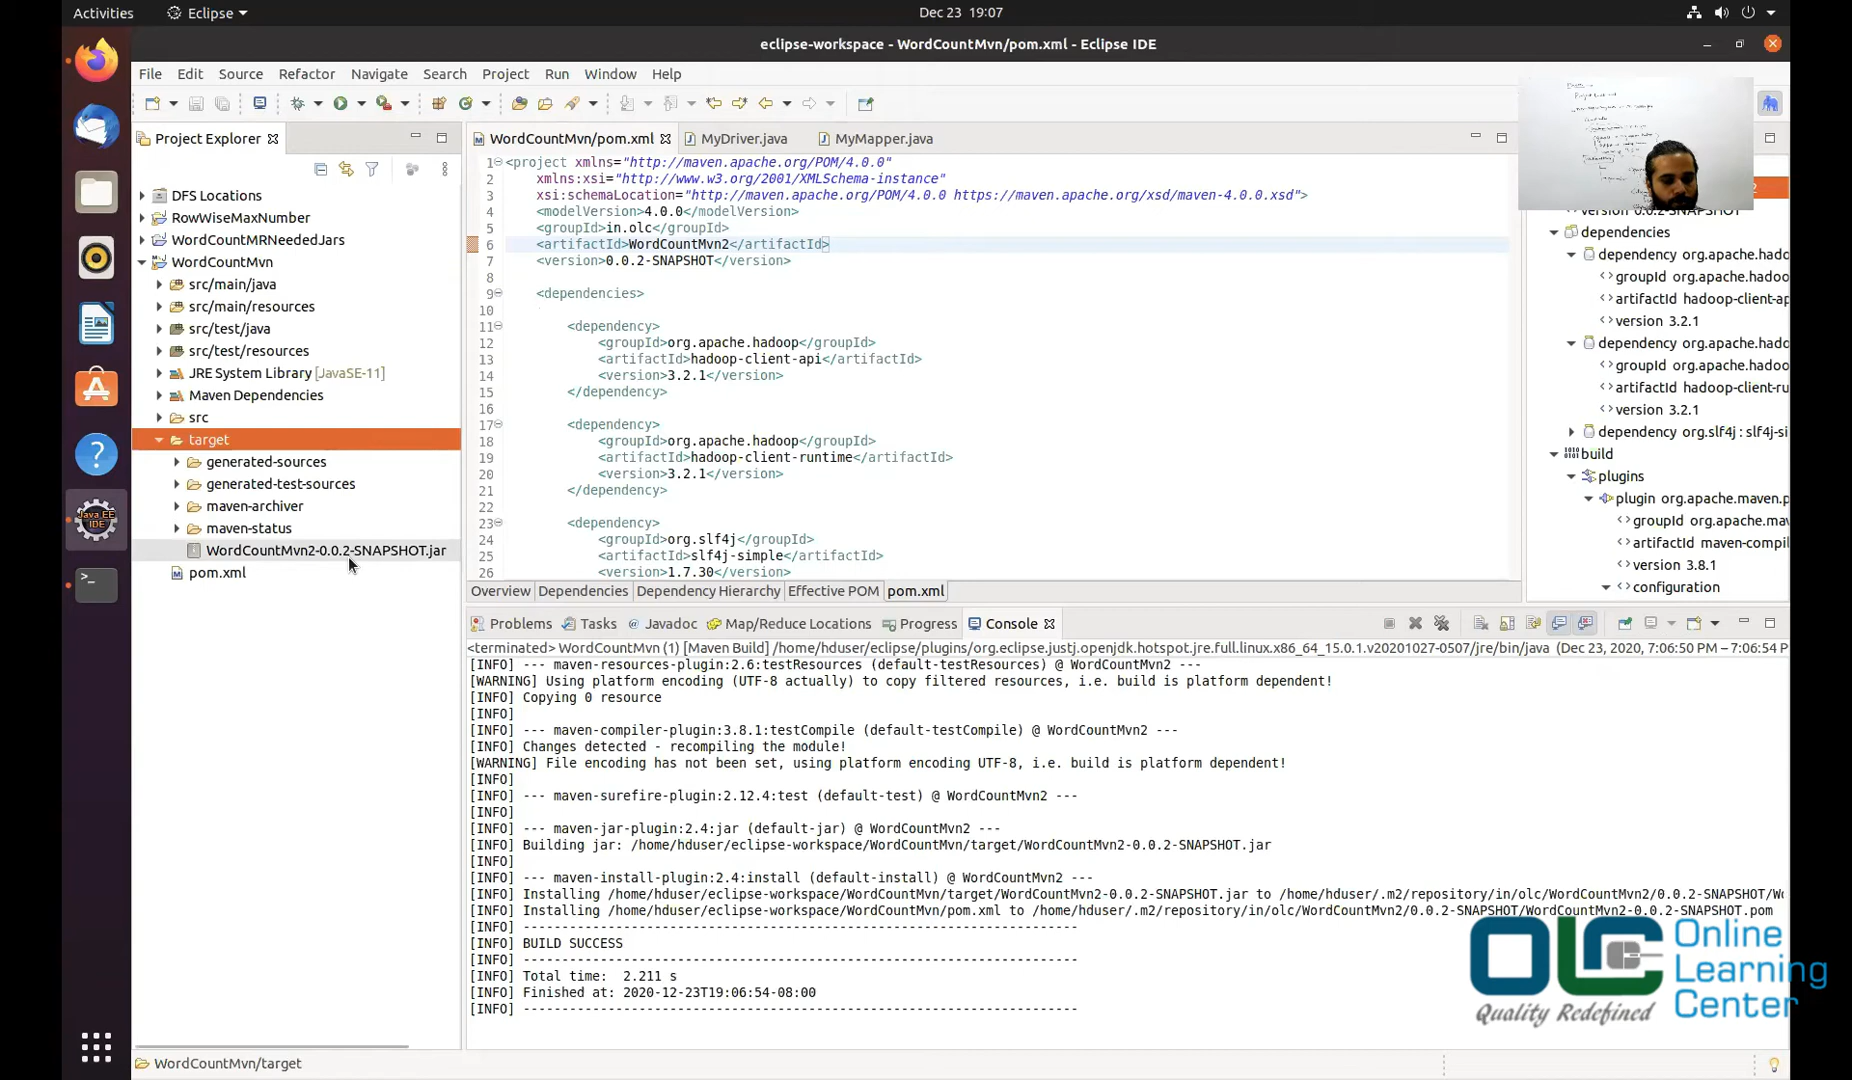 Activities
Eclipse
Dec 23 19:07
eclipse-workspace - WordCountMvn/pom.xml - Eclipse IDE
File Edit Source Refactor Navigate Search Project Run Window Help
Project Explorer
WordCountMvn/pom.xml
MyDriver.java
MyMapper.java
DFS Locations
RowWiseMaxNumber
WordCountMRNeededJars
WordCountMvn
src/main/java
src/main/resources
src/test/java
src/test/resources
JRE System Library [JavaSE-11]
Maven Dependencies
src
target
generated-sources
generated-test-sources
maven-archiver
maven-status
WordCountMvn2-0.0.2-SNAPSHOT.jar
pom.xml
1 <project xmlns="http://maven.apache.org/POM/4.0.0"
2 xmlns:xsi="http://www.w3.org/2001/XMLSchema-instance"
3 xsi:schemaLocation="http://maven.apache.org/POM/4.0.0 https://maven.apache.org/xsd/maven-4.0.0.xsd">
4 <modelVersion>4.0.0</modelVersion>
5 <groupId>in.olc</groupId>
6 <artifactId>WordCountMvn2</artifactId>
7 <version>0.0.2-SNAPSHOT</version>
8
9 <dependencies>
10
11 <dependency>
12 <groupId>org.apache.hadoop</groupId>
13 <artifactId>hadoop-client-api</artifactId>
14 <version>3.2.1</version>
15 </dependency>
16
17 <dependency>
18 <groupId>org.apache.hadoop</groupId>
19 <artifactId>hadoop-client-runtime</artifactId>
20 <version>3.2.1</version>
21 </dependency>
22
23 <dependency>
24 <groupId>org.slf4j</groupId>
25 <artifactId>slf4j-simple</artifactId>
26 <version>1.7.30</version>
Overview Dependencies Dependency Hierarchy Effective POM pom.xml
version 0.0.2-SNAPSHOT
dependencies
dependency org.apache.hadoo
groupId org.apache.hadoo
artifactId hadoop-client-ap
version 3.2.1
dependency org.apache.hadoo
groupId org.apache.hadoo
artifactId hadoop-client-ru
version 3.2.1
dependency org.slf4j : slf4j-si
build
plugins
plugin org.apache.maven.p
groupId org.apache.mav
artifactId maven-compil
version 3.8.1
configuration
Problems Tasks @ Javadoc Map/Reduce Locations Progress Console
<terminated> WordCountMvn (1) [Maven Build] /home/hduser/eclipse/plugins/org.eclipse.justj.openjdk.hotspot.jre.full.linux.x86_64_15.0.1.v20201027-0507/jre/bin/java (Dec 23, 2020, 7:06:50 PM – 7:06:54 P
[INFO] --- maven-resources-plugin:2.6:testResources (default-testResources) @ WordCountMvn2 ---
[WARNING] Using platform encoding (UTF-8 actually) to copy filtered resources, i.e. build is platform dependent!
[INFO] Copying 0 resource
[INFO]
[INFO] --- maven-compiler-plugin:3.8.1:testCompile (default-testCompile) @ WordCountMvn2 ---
[INFO] Changes detected - recompiling the module!
[WARNING] File encoding has not been set, using platform encoding UTF-8, i.e. build is platform dependent!
[INFO]
[INFO] --- maven-surefire-plugin:2.12.4:test (default-test) @ WordCountMvn2 ---
[INFO]
[INFO] --- maven-jar-plugin:2.4:jar (default-jar) @ WordCountMvn2 ---
[INFO] Building jar: /home/hduser/eclipse-workspace/WordCountMvn/target/WordCountMvn2-0.0.2-SNAPSHOT.jar
[INFO]
[INFO] --- maven-install-plugin:2.4:install (default-install) @ WordCountMvn2 ---
[INFO] Installing /home/hduser/eclipse-workspace/WordCountMvn/target/WordCountMvn2-0.0.2-SNAPSHOT.jar to /home/hduser/.m2/repository/in/olc/WordCountMvn2/0.0.2-SNAPSHOT/Wo
[INFO] Installing /home/hduser/eclipse-workspace/WordCountMvn/pom.xml to /home/hduser/.m2/repository/in/olc/WordCountMvn2/0.0.2-SNAPSHOT/WordCountMvn2-0.0.2-SNAPSHOT.pom
[INFO] ------------------------------------------------------------------------
[INFO] BUILD SUCCESS
[INFO] ------------------------------------------------------------------------
[INFO] Total time: 2.211 s
[INFO] Finished at: 2020-12-23T19:06:54-08:00
[INFO] ------------------------------------------------------------------------
OLC
Online
Learning
Center
Quality Redefined
Java EE
IDE
WordCountMvn/target